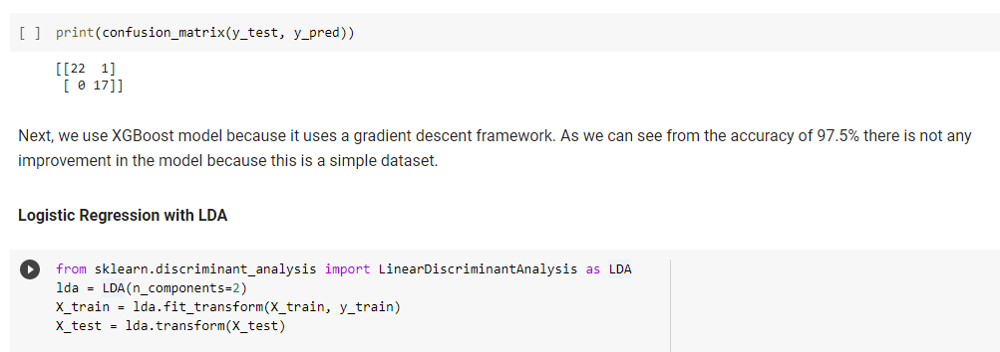 [ ] print(confusion_matrix(y_test, y_pred))
[[22  1]
 [ 0 17]]
Next, we use XGBoost model because it uses a gradient descent framework. As we can see from the accuracy of 97.5% there is not any
improvement in the model because this is a simple dataset.
Logistic Regression with LDA
from sklearn.discriminant_analysis import LinearDiscriminantAnalysis as LDA
lda = LDA(n_components=2)
X_train = lda.fit_transform(X_train, y_train)
X_test = lda.transform(X_test)